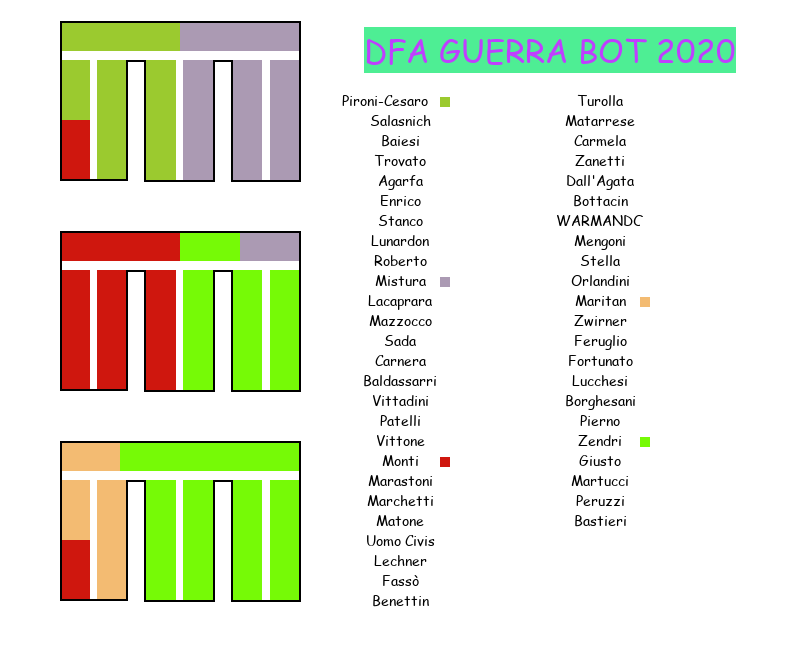 DFA GUERRA BOT 2020
Pironi-Cesaro
Salasnich
Baiesi
Trovato
Agarfa
Enrico
Stanco
Lunardon
Roberto
Mistura
Lacaprara
Mazzocco
Sada
Carnera
Baldassarri
Vittadini
Patelli
Vittone
Monti
Marastoni
Marchetti
Matone
Uomo Civis
Lechner
Fassò
Benettin
Turolla
Matarrese
Carmela
Zanetti
Dall'Agata
Bottacin
WARMANDC
Mengoni
Stella
Orlandini
Maritan
Zwirner
Feruglio
Fortunato
Lucchesi
Borghesani
Pierno
Zendri
Giusto
Martucci
Peruzzi
Bastieri